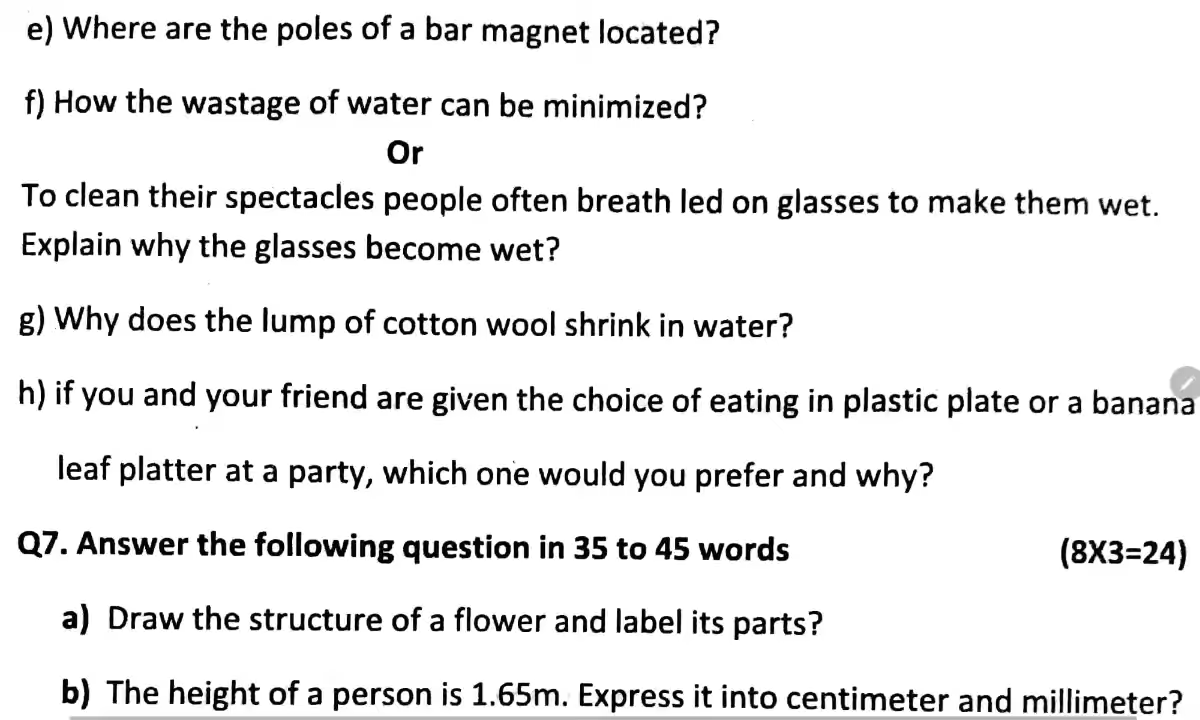 e) Where are the poles of a bar magnet located?
f) How the wastage of water can be minimized?
Or
To clean their spectacles people often breath led on glasses to make them wet.
Explain why the glasses become wet?
g) Why does the lump of cotton wool shrink in water?
h) if you and your friend are given the choice of eating in plastic plate or a banana
leaf platter at a party, which one would you prefer and why?
Q7. Answer the following question in 35 to 45 words (8X3=24)
a) Draw the structure of a flower and label its parts?
b) The height of a person is 1.65m. Express it into centimeter and millimeter?